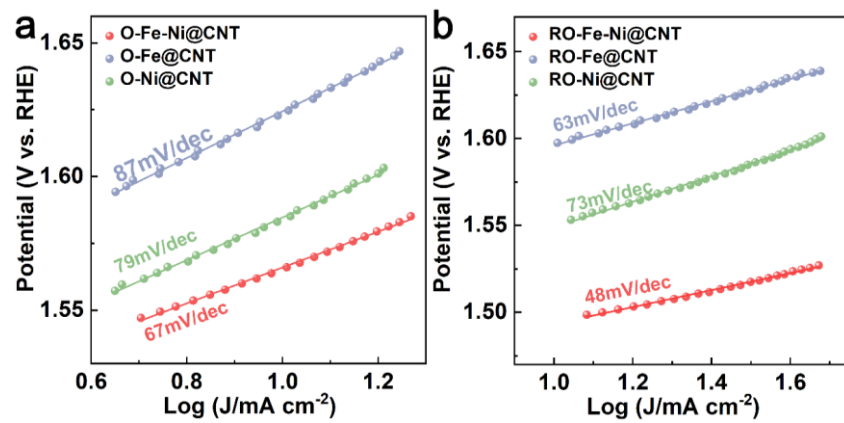 a
O-Fe-Ni@CNT
O-Fe@CNT
O-Ni@CNT
87mV/dec
79mV/dec
67mV/dec
1.65
1.60
1.55
0.6 0.8 1.0 1.2
Potential (V vs. RHE)
Log (J/mA cm⁻²)
b
RO-Fe-Ni@CNT
RO-Fe@CNT
RO-Ni@CNT
63mV/dec
73mV/dec
48mV/dec
1.65
1.60
1.55
1.50
1.0 1.2 1.4 1.6
Potential (V vs. RHE)
Log (J/mA cm⁻²)